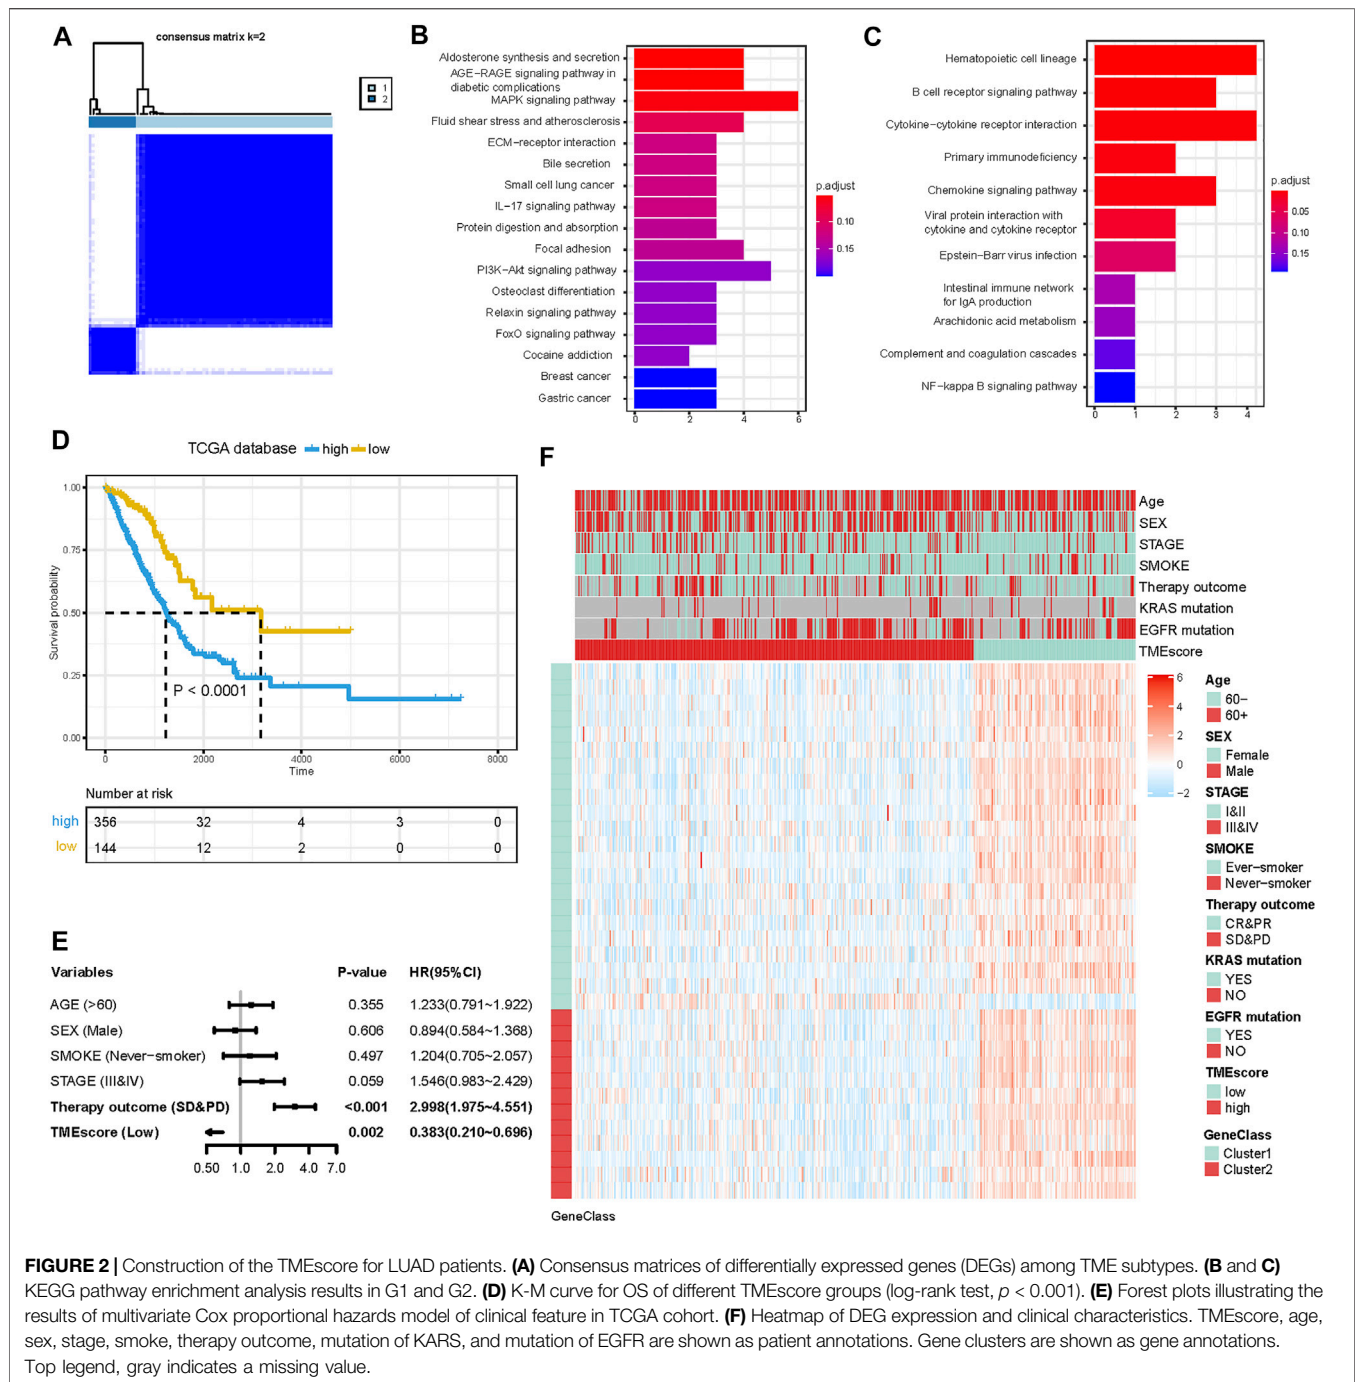 A
consensus matrix k=2
1
2
B
Aldosterone synthesis and secretion
AGE-RAGE signaling pathway in
diabetic complications
MAPK signaling pathway
Fluid shear stress and atherosclerosis
ECM-receptor interaction
Bile secretion
Small cell lung cancer
IL-17 signaling pathway
Protein digestion and absorption
Focal adhesion
PI3K-Akt signaling pathway
Osteoclast differentiation
Relaxin signaling pathway
FoxO signaling pathway
Cocaine addiction
Breast cancer
Gastric cancer
0 2 4 6
p.adjust
0.10
0.15
C
Hematopoietic cell lineage
B cell receptor signaling pathway
Cytokine-cytokine receptor interaction
Primary immunodeficiency
Chemokine signaling pathway
Viral protein interaction with
cytokine and cytokine receptor
Epstein-Barr virus infection
Intestinal immune network
for IgA production
Arachidonic acid metabolism
Complement and coagulation cascades
NF-kappa B signaling pathway
0 1 2 3 4
p.adjust
0.05
0.10
0.15
D
TCGA database high low
1.00
0.75
0.50
0.25
0.00
Survival probability
P < 0.0001
0 2000 4000 6000 8000
Time
Number at risk
high 356 32 4 3 0
low 144 12 2 0 0
E
Variables P-value HR(95%CI)
AGE (>60) 0.355 1.233(0.791~1.922)
SEX (Male) 0.606 0.894(0.584~1.368)
SMOKE (Never-smoker) 0.497 1.204(0.705~2.057)
STAGE (III&IV) 0.059 1.546(0.983~2.429)
Therapy outcome (SD&PD) <0.001 2.998(1.975~4.551)
TMEscore (Low) 0.002 0.383(0.210~0.696)
0.50 1.0 2.0 4.0 7.0
F
Age
SEX
STAGE
SMOKE
Therapy outcome
KRAS mutation
EGFR mutation
TMEscore
GeneClass
6
4
2
0
-2
Age
60-
60+
SEX
Female
Male
STAGE
I&II
III&IV
SMOKE
Ever-smoker
Never-smoker
Therapy outcome
CR&PR
SD&PD
KRAS mutation
YES
NO
EGFR mutation
YES
NO
TMEscore
low
high
GeneClass
Cluster1
Cluster2
FIGURE 2 | Construction of the TMEscore for LUAD patients. (A) Consensus matrices of differentially expressed genes (DEGs) among TME subtypes. (B and C)
KEGG pathway enrichment analysis results in G1 and G2. (D) K-M curve for OS of different TMEscore groups (log-rank test, p < 0.001). (E) Forest plots illustrating the
results of multivariate Cox proportional hazards model of clinical feature in TCGA cohort. (F) Heatmap of DEG expression and clinical characteristics. TMEscore, age,
sex, stage, smoke, therapy outcome, mutation of KARS, and mutation of EGFR are shown as patient annotations. Gene clusters are shown as gene annotations.
Top legend, gray indicates a missing value.